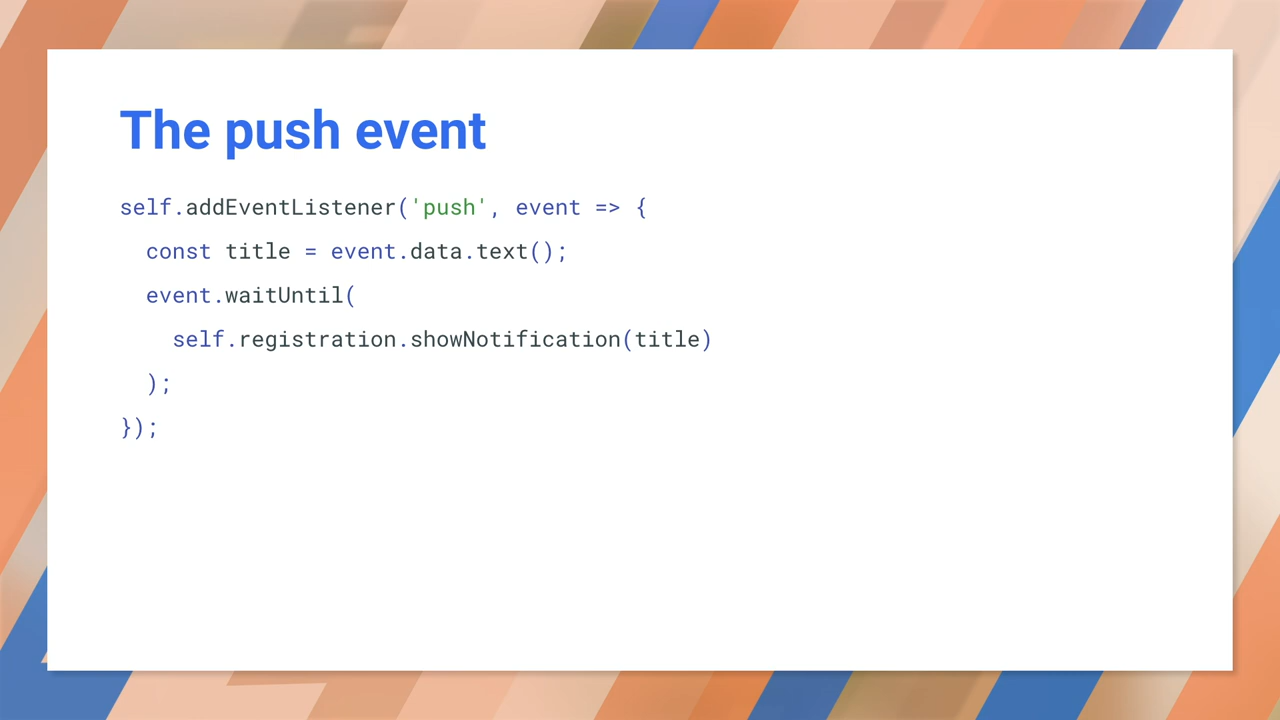 The push event
self.addEventListener('push', event => {
  const title = event.data.text();
  event.waitUntil(
    self.registration.showNotification(title)
  );
});